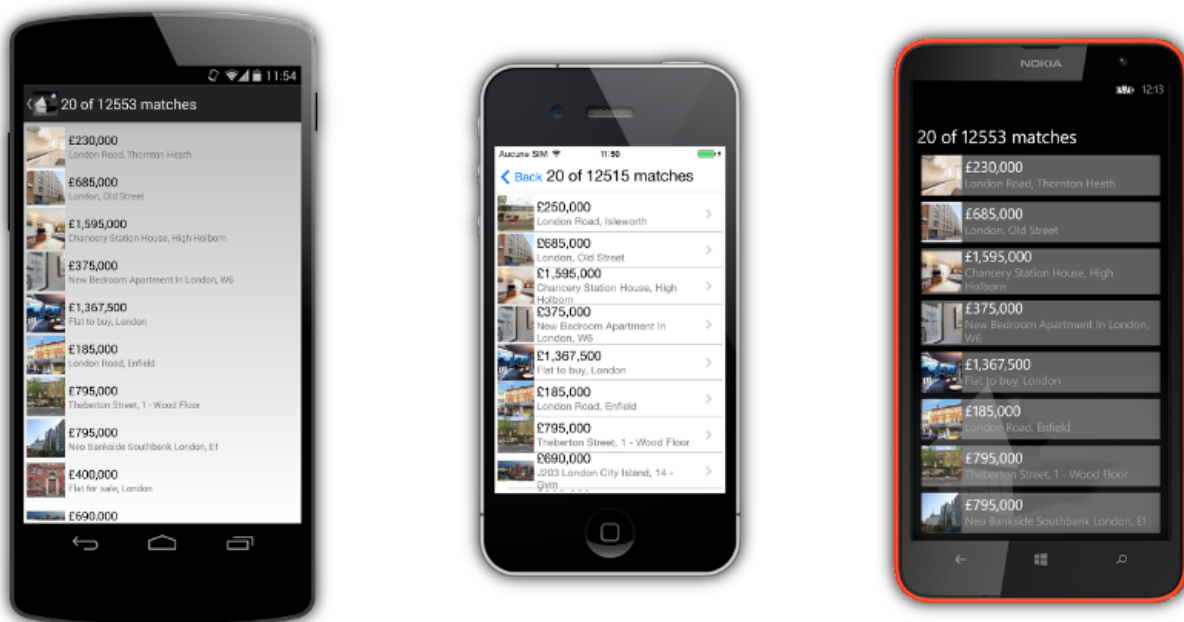 11:54
20 of 12553 matches
£230,000
London Road, Thornton Heath
£685,000
London, Old Street
£1,595,000
Chancery Station House, High Holborn
£375,000
New Bedroom Apartment In London, W6
£1,367,500
Flat to buy, London
£185,000
London Road, Enfield
£795,000
Theberton Street, 1 - Wood Floor
£795,000
Neo Bankside Southbank London, E1
£400,000
Flat for sale, London
£690,000
Aucune SIM 11:50
Back 20 of 12515 matches
£250,000
London Road, Isleworth
£685,000
London, Old Street
£1,595,000
Chancery Station House, High
Holborn
£375,000
New Bedroom Apartment In
London, W6
£1,367,500
Flat to buy, London
£185,000
London Road, Enfield
£795,000
Theberton Street, 1 - Wood Floor
£690,000
J203 London City Island, 14 -
Gym
NOKIA
12:13
20 of 12553 matches
£230,000
London Road, Thornton Heath
£685,000
London, Old Street
£1,595,000
Chancery Station House, High
Holborn
£375,000
New Bedroom Apartment In London,
W6
£1,367,500
Flat to buy, London
£185,000
London Road, Enfield
£795,000
Theberton Street, 1 - Wood Floor
£795,000
Neo Bankside Southbank London, E1